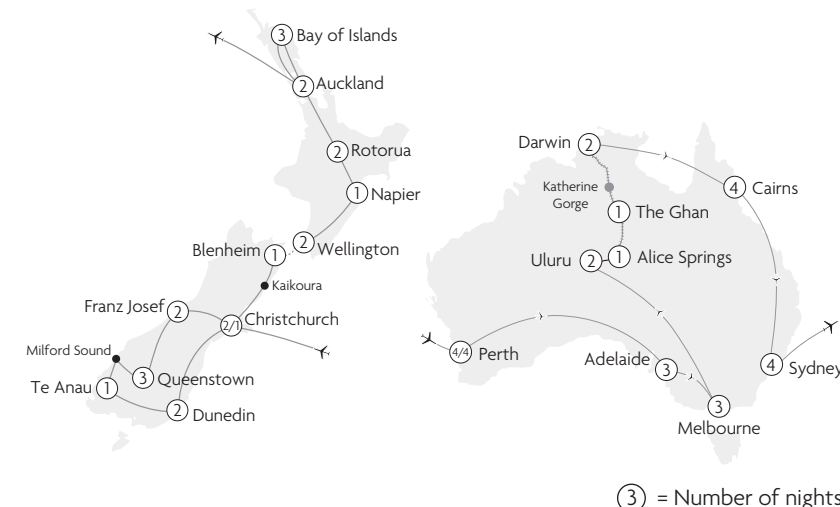 3 Bay of Islands
2 Auckland
2 Rotorua
1 Napier
2 Wellington
Blenheim 1
Kaikoura
Franz Josef 2
2/1 Christchurch
Milford Sound
3 Queenstown
Te Anau 1
2 Dunedin
Darwin 2
4 Cairns
Katherine
Gorge
1 The Ghan
Uluru 2
1 Alice Springs
4/4 Perth
Adelaide 3
4 Sydney
3
Melbourne
3 = Number of nights